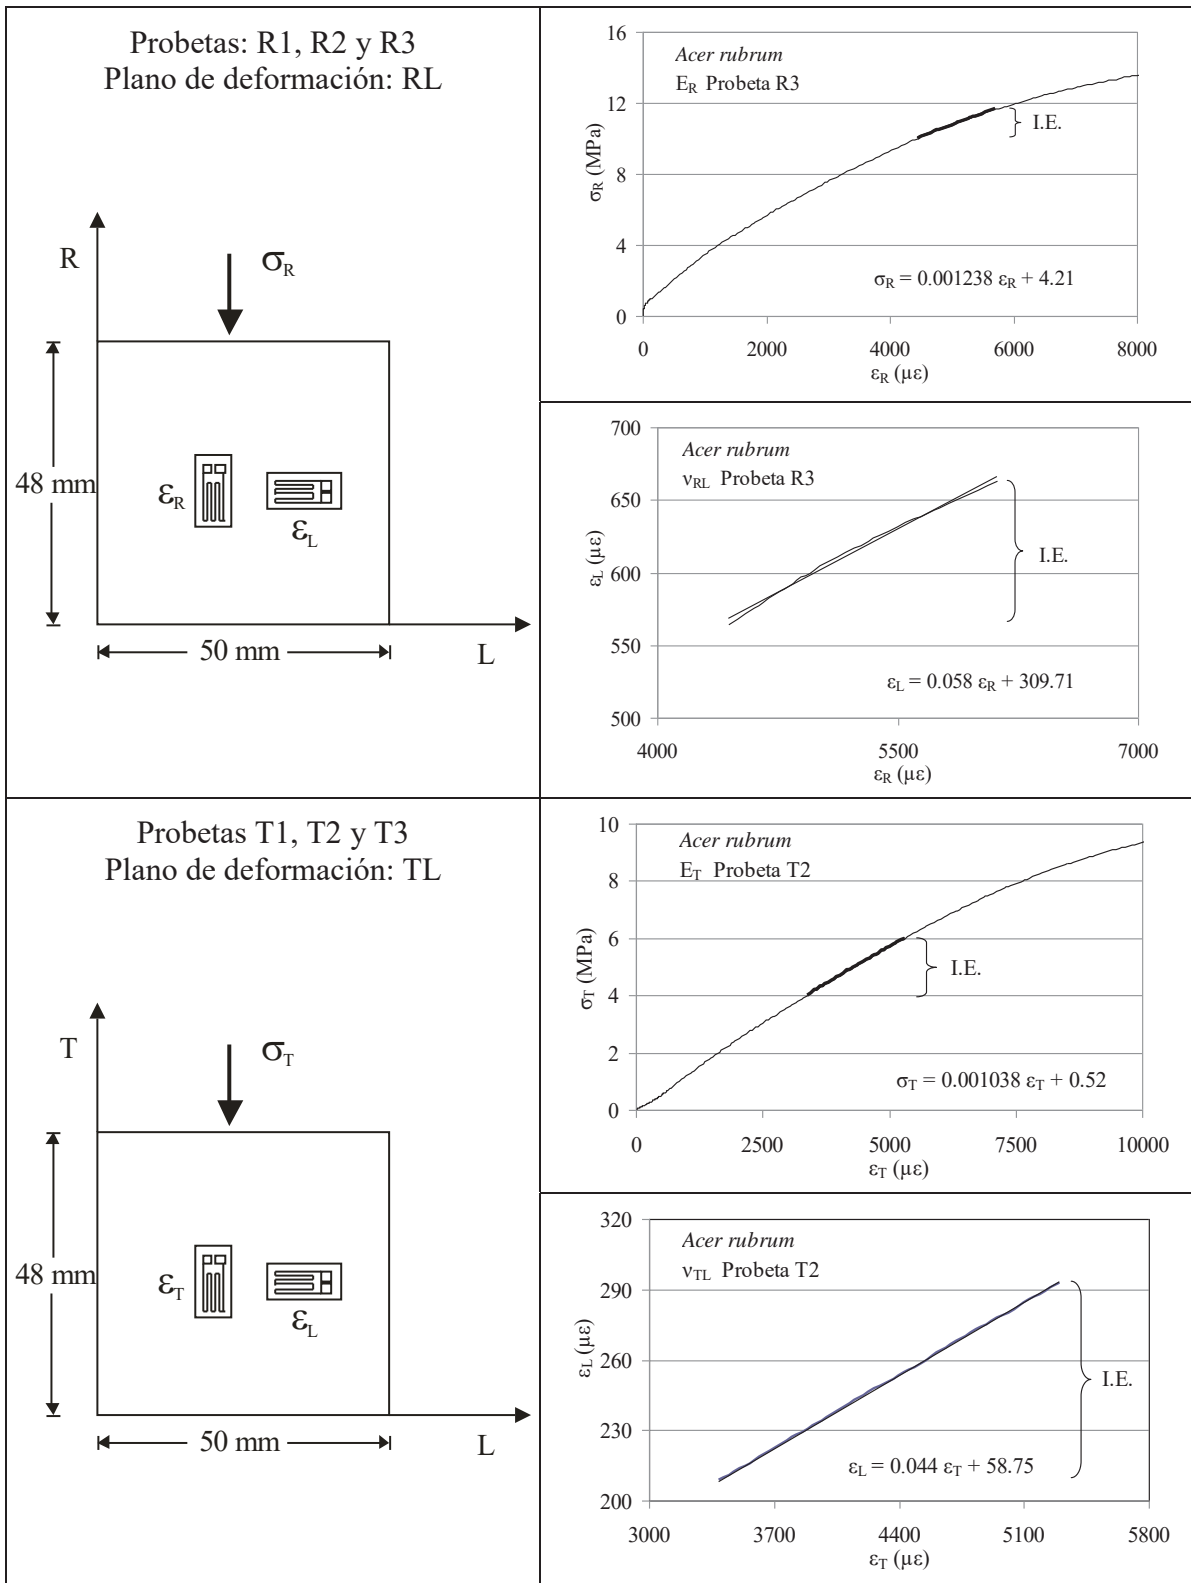 Probetas: R1, R2 y R3
Plano de deformación: RL
R
σR
48 mm
εR
εL
50 mm
L
16
12
8
4
0
σR (MPa)
Acer rubrum
ER Probeta R3
I.E.
σR = 0.001238 εR + 4.21
0 2000 4000 6000 8000
εR (µε)
700
650
600
550
500
εL (µε)
Acer rubrum
νRL Probeta R3
I.E.
εL = 0.058 εR + 309.71
4000 5500 7000
εR (µε)
Probetas T1, T2 y T3
Plano de deformación: TL
T
σT
48 mm
εT
εL
50 mm
L
10
8
6
4
2
0
σT (MPa)
Acer rubrum
ET Probeta T2
I.E.
σT = 0.001038 εT + 0.52
0 2500 5000 7500 10000
εT (µε)
320
290
260
230
200
εL (µε)
Acer rubrum
νTL Probeta T2
I.E.
εL = 0.044 εT + 58.75
3000 3700 4400 5100 5800
εT (µε)